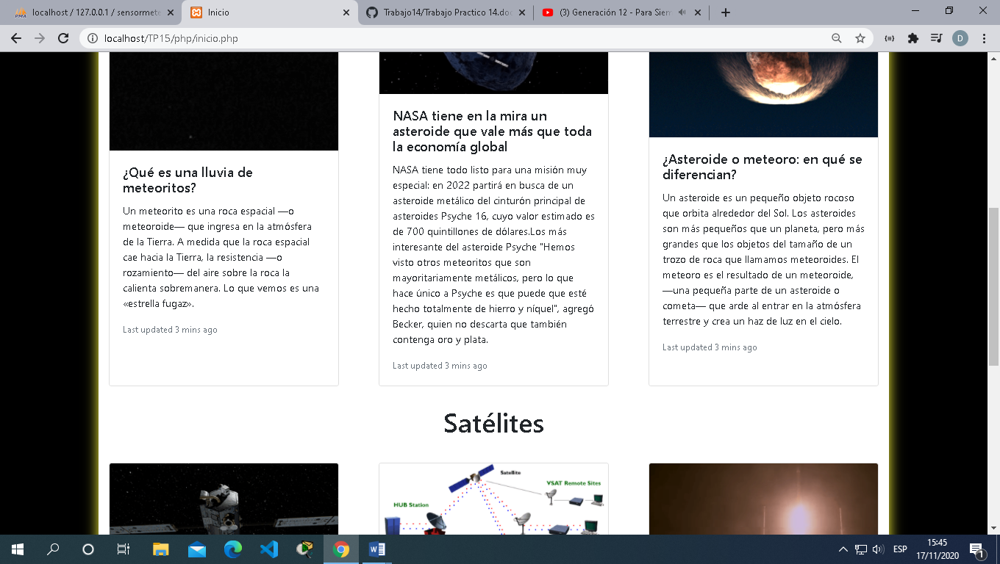 localhost / 127.0.0.1 / sensormete
Inicio
Trabajo14/Trabajo Practico 14.doc
(3) Generación 12 - Para Siem
localhost/TP15/php/inicio.php
D
¿Qué es una lluvia de
meteoritos?
Un meteorito es una roca espacial —o
meteoroide— que ingresa en la atmósfera
de la Tierra. A medida que la roca espacial
cae hacia la Tierra, la resistencia —o
rozamiento— del aire sobre la roca la
calienta sobremanera. Lo que vemos es una
«estrella fugaz».
Last updated 3 mins ago
NASA tiene en la mira un
asteroide que vale más que toda
la economía global
NASA tiene todo listo para una misión muy
especial: en 2022 partirá en busca de un
asteroide metálico del cinturón principal de
asteroides Psyche 16, cuyo valor estimado es
de 700 quintillones de dólares.Los más
interesante del asteroide Psyche "Hemos
visto otros meteoritos que son
mayoritariamente metálicos, pero lo que
hace único a Psyche es que puede que esté
hecho totalmente de hierro y níquel", agregó
Becker, quien no descarta que también
contenga oro y plata.
Last updated 3 mins ago
¿Asteroide o meteoro: en qué se
diferencian?
Un asteroide es un pequeño objeto rocoso
que orbita alrededor del Sol. Los asteroides
son más pequeños que un planeta, pero más
grandes que los objetos del tamaño de un
trozo de roca que llamamos meteoroides. El
meteoro es el resultado de un meteoroide,
—una pequeña parte de un asteroide o
cometa— que arde al entrar en la atmósfera
terrestre y crea un haz de luz en el cielo.
Last updated 3 mins ago
Satélites
Satellite
VSAT Remote Sites
HUB Station
ESP
15:45
17/11/2020
1